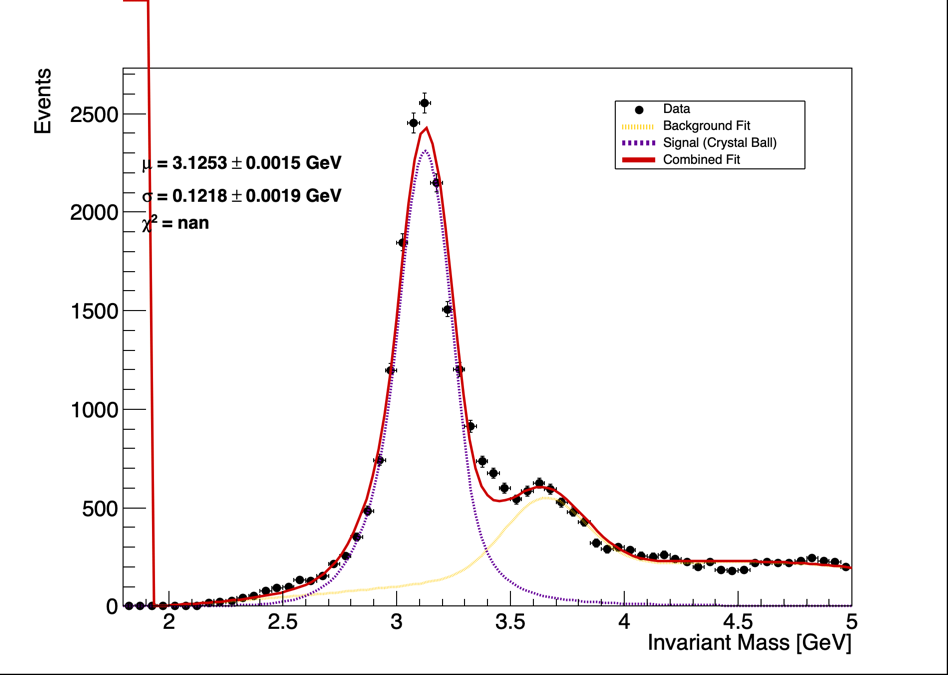 Events
2500
2000
1500
1000
500
0
μ = 3.1253 ± 0.0015 GeV
σ = 0.1218 ± 0.0019 GeV
χ² = nan
Data
Background Fit
Signal (Crystal Ball)
Combined Fit
2 2.5 3 3.5 4 4.5 5
Invariant Mass [GeV]